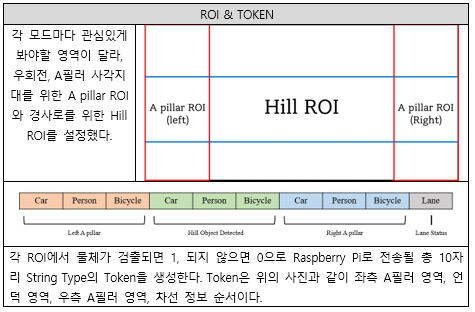 ROI & TOKEN
각 모드마다 관심있게
봐야할 영역이 달라,
우회전, A필러 사각지
대를 위한 A pillar ROI
와 경사로를 위한 Hill
ROI를 설정했다.
A pillar ROI
(left)
Hill ROI
A pillar ROI
(Right)
Car Person Bicycle Car Person Bicycle Car Person Bicycle Lane
Left A pillar Hill Object Detected Right A pillar Lane Status
각 ROI에서 물체가 검출되면 1, 되지 않으면 0으로 Raspberry Pi로 전송될 총 10자
리 String Type의 Token을 생성한다. Token은 위의 사진과 같이 좌측 A필러 영역, 언
덕 영역, 우측 A필러 영역, 차선 정보 순서이다.